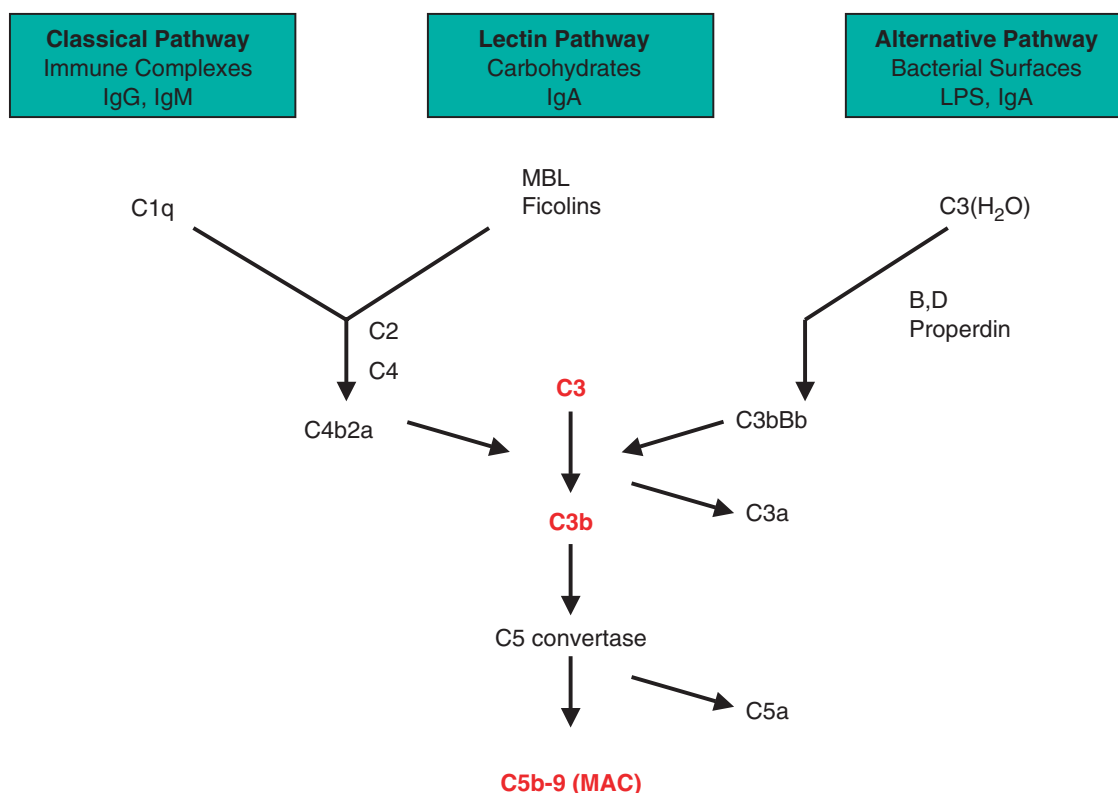 Classical Pathway
Immune Complexes
IgG, IgM
Lectin Pathway
Carbohydrates
IgA
Alternative Pathway
Bacterial Surfaces
LPS, IgA
C1q
MBL
Ficolins
C3(H₂O)
B,D
Properdin
C2
C4
C4b2a
C3
C3bBb
C3a
C3b
C5 convertase
C5a
C5b-9 (MAC)